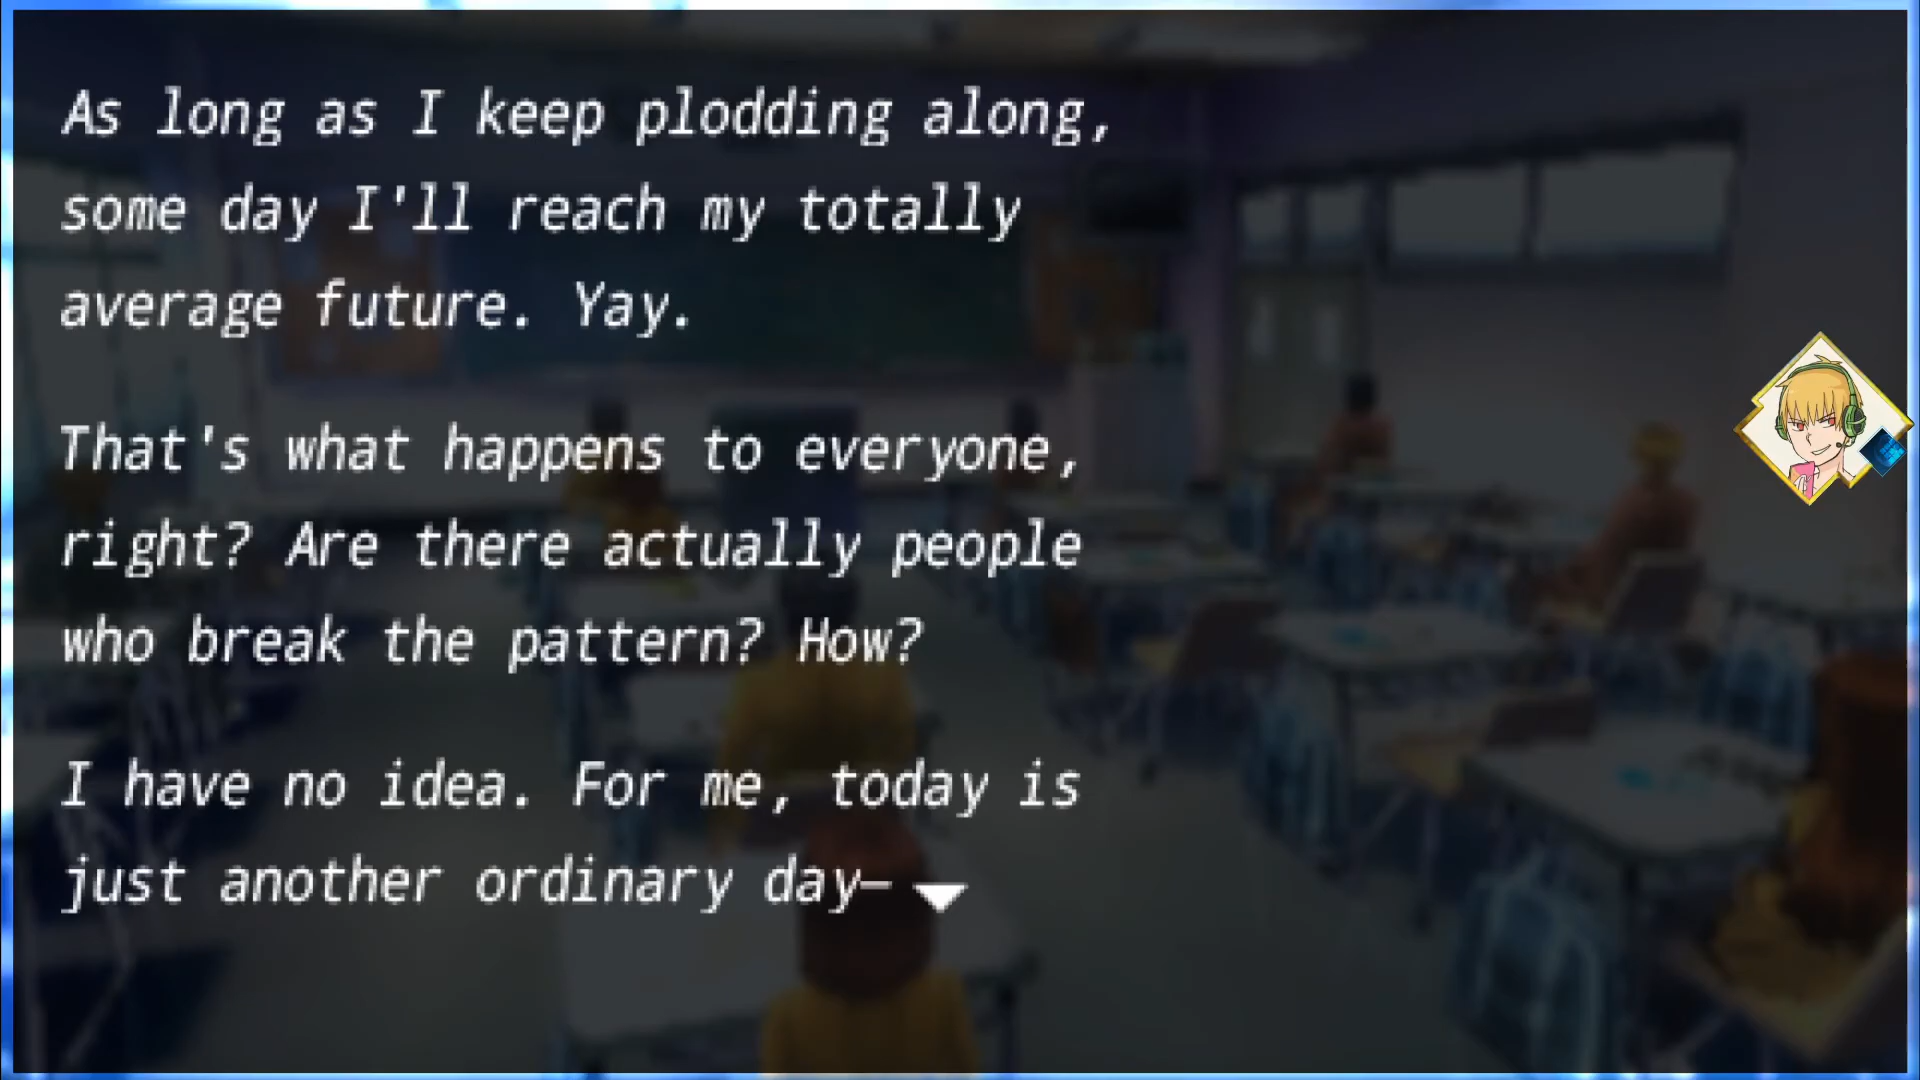 As long as I keep plodding along,
some day I'll reach my totally
average future. Yay.
That's what happens to everyone,
right? Are there actually people
who break the pattern? How?
I have no idea. For me, today is
just another ordinary day—